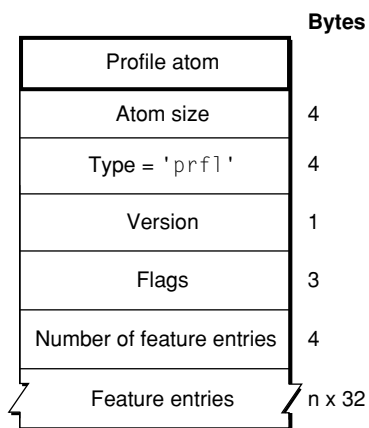 Bytes
Profile atom
Atom size 4
Type = 'prfl' 4
Version 1
Flags 3
Number of feature entries 4
Feature entries n x 32